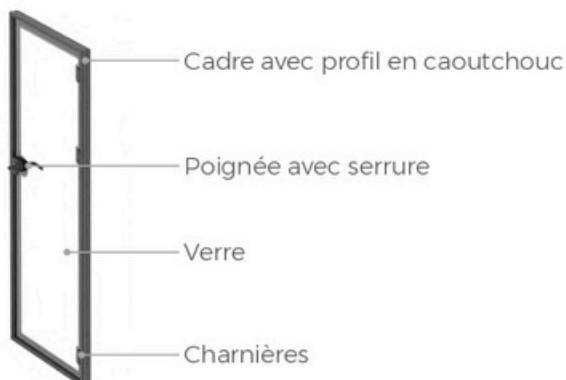 Cadre avec profil en caoutchouc
Poignée avec serrure
Verre
Charnières